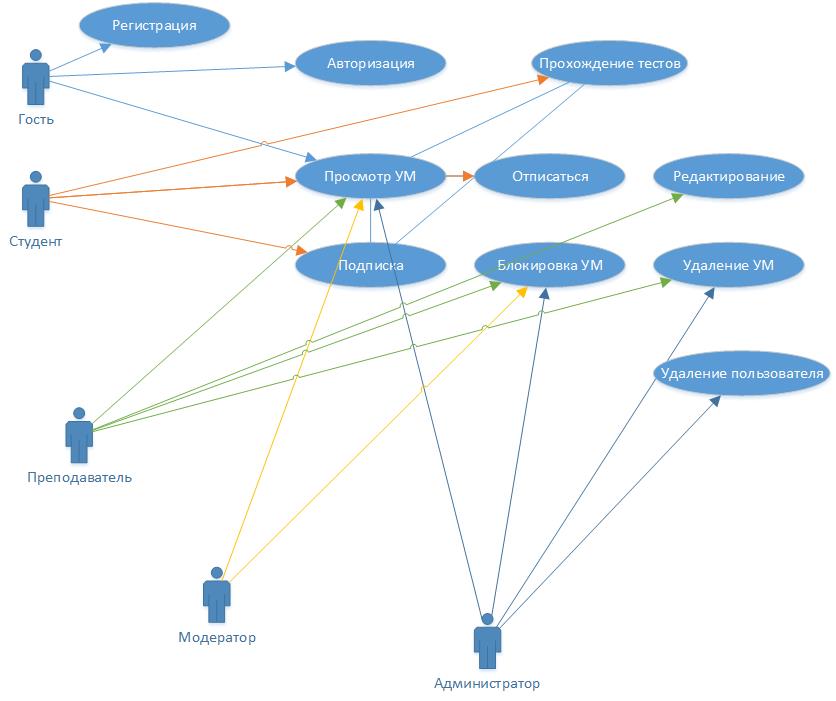 Регистрация
Авторизация
Прохождение тестов
Гость
Просмотр УМ
Отписаться
Редактирование
Студент
Подписка
Блокировка УМ
Удаление УМ
Удаление пользователя
Преподаватель
Модератор
Администратор